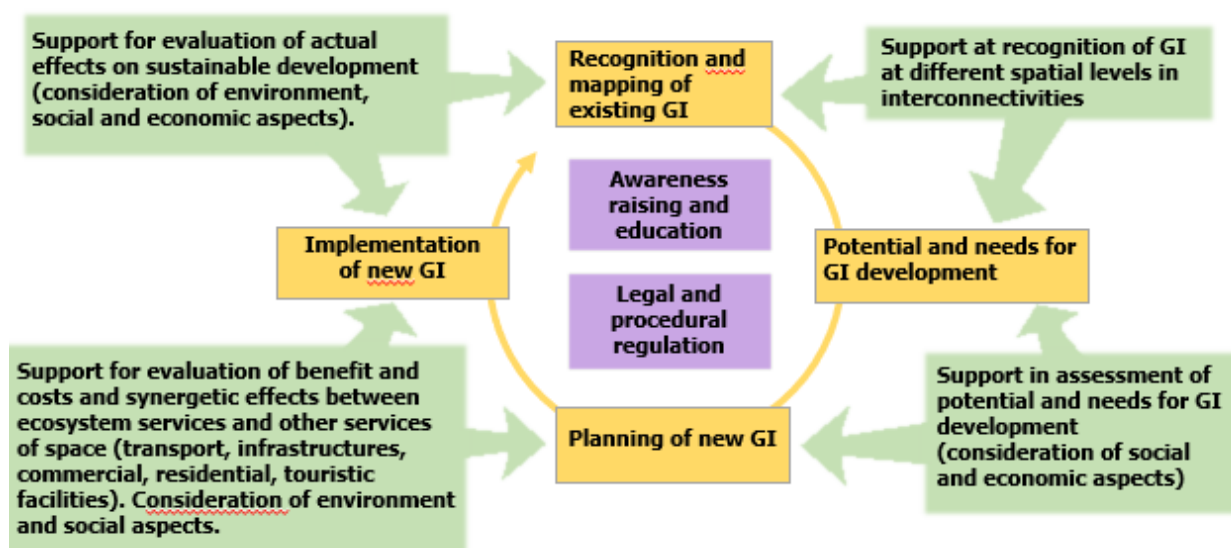 Support for evaluation of actual
effects on sustainable development
(consideration of environment,
social and economic aspects).
Recognition and
mapping of
existing GI
Support at recognition of GI
at different spatial levels in
interconnectivities
Awareness
raising and
education
Implementation
of new GI
Potential and needs for
GI development
Legal and
procedural
regulation
Support for evaluation of benefit and
costs and synergetic effects between
ecosystem services and other services
of space (transport, infrastructures,
commercial, residential, touristic
facilities). Consideration of environment
and social aspects.
Planning of new GI
Support in assessment of
potential and needs for GI
development
(consideration of social
and economic aspects)